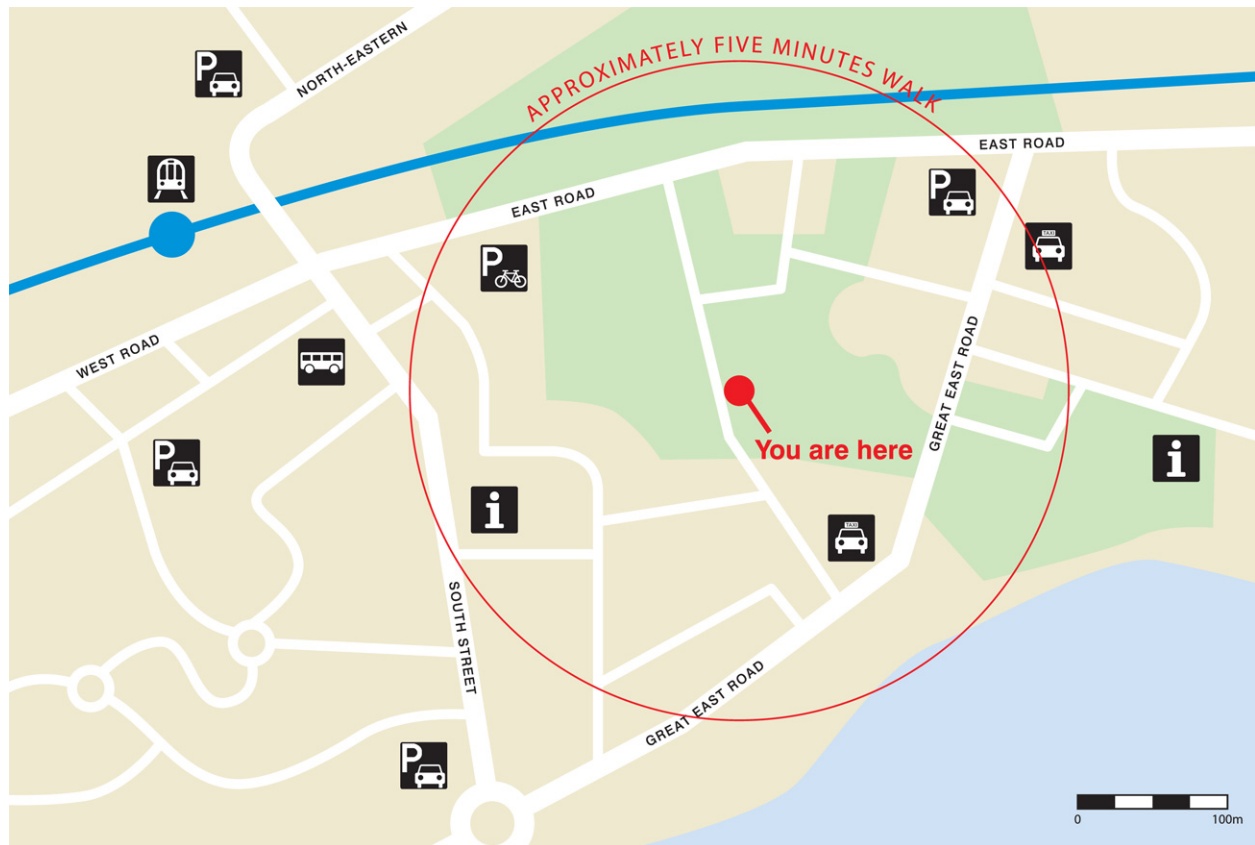 APPROXIMATELY FIVE MINUTES WALK
NORTH-EASTERN
P
EAST ROAD
P
TAXI
EAST ROAD
P
WEST ROAD
GREAT EAST ROAD
You are here
P
i
i
TAXI
SOUTH STREET
GREAT EAST ROAD
P
0 100m